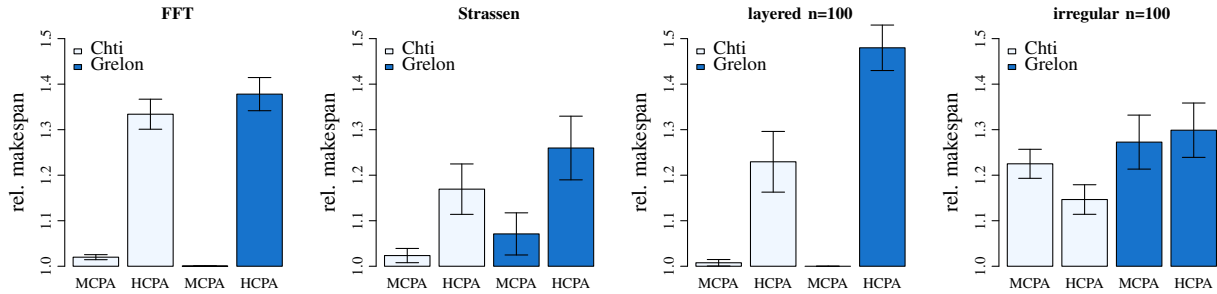 FFT
rel. makespan
1.0 1.1 1.2 1.3 1.4 1.5
Chti
Grelon
MCPA HCPA MCPA HCPA
Strassen
rel. makespan
1.0 1.1 1.2 1.3 1.4 1.5
Chti
Grelon
MCPA HCPA MCPA HCPA
layered n=100
rel. makespan
1.0 1.1 1.2 1.3 1.4 1.5
Chti
Grelon
MCPA HCPA MCPA HCPA
irregular n=100
rel. makespan
1.0 1.1 1.2 1.3 1.4 1.5
Chti
Grelon
MCPA HCPA MCPA HCPA